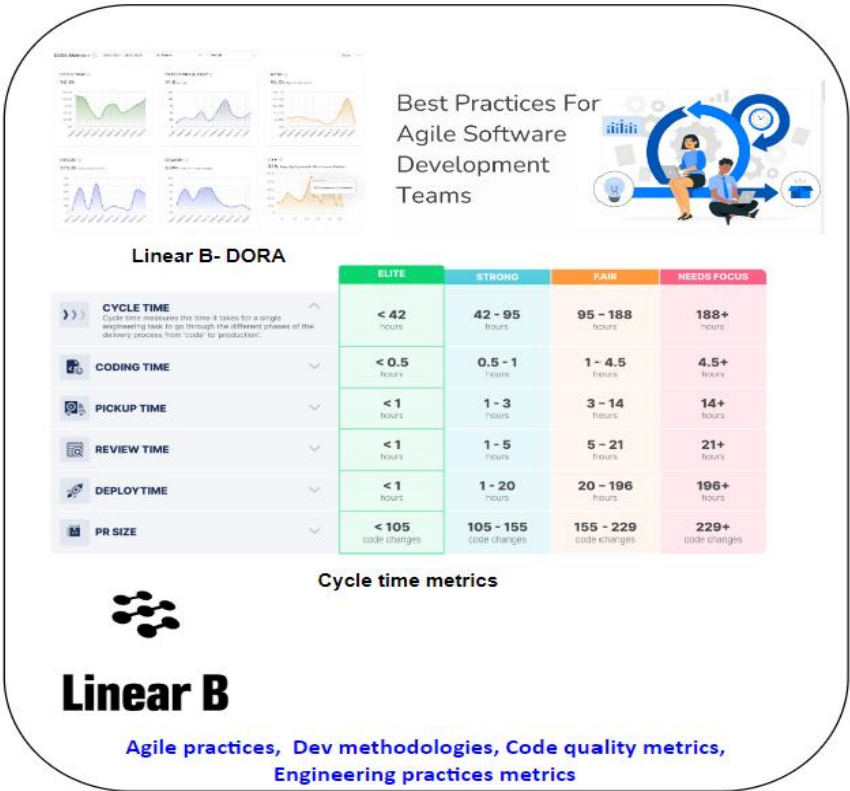 DORA Metrics
CYCLE TIME
Best Practices For
Agile Software
Development
Teams
Linear B- DORA
ELITE STRONG FAIR NEEDS FOCUS
CYCLE TIME
Cycle time measures the time it takes for a single
engineering task to go through the different phases of the
delivery process from 'code' to 'production'.
< 42 42 - 95 95 - 188 188+
hours hours hours hours
CODING TIME < 0.5 0.5 - 1 1 - 4.5 4.5+
hours hours hours hours
PICKUP TIME < 1 1 - 3 3 - 14 14+
hours hours hours hours
REVIEW TIME < 1 1 - 5 5 - 21 21+
hours hours hours hours
DEPLOY TIME < 1 1 - 20 20 - 196 196+
hours hours hours hours
PR SIZE < 105 105 - 155 155 - 229 229+
code changes code changes code changes code changes
Cycle time metrics
Linear B
Agile practices, Dev methodologies, Code quality metrics,
Engineering practices metrics